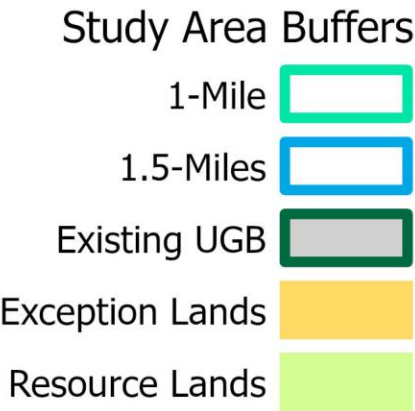 Study Area Buffers
1-Mile
1.5-Miles
Existing UGB
Exception Lands
Resource Lands